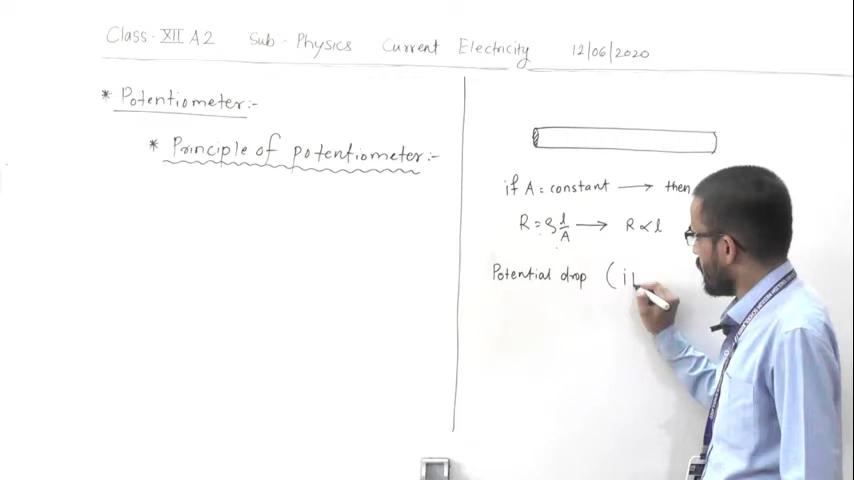 Class - XII A2 Sub - Physics Current Electricity 12/06/2020
* Potentiometer:-
* Principle of potentiometer:-
if A = constant → then
R = ρ l/A → R ∝ l
Potential drop (i